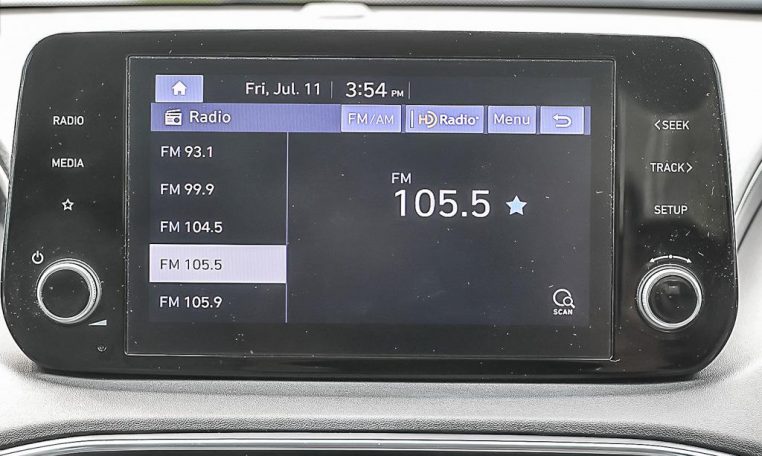 Fri, Jul. 11 3:54 PM
Radio FM/AM HD Radio Menu
FM 93.1
FM 99.9
FM 104.5
FM 105.5
FM 105.9
FM
105.5
SCAN
RADIO
MEDIA
<SEEK
TRACK>
SETUP